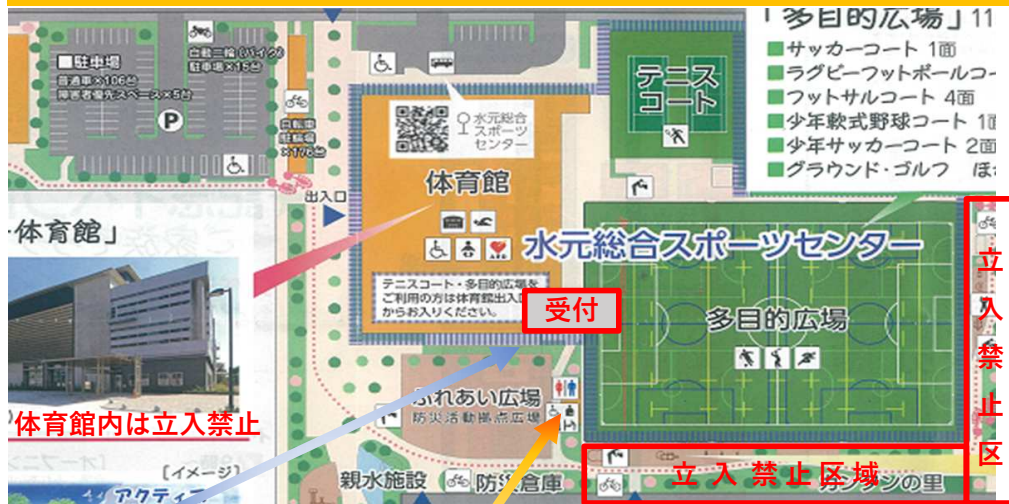 「多目的広場」11
サッカーコート 1面
ラグビーフットボールコー
フットサルコート 4面
少年軟式野球コート 1面
少年サッカーコート 2面
グラウンド・ゴルフ ほ
■駐車場
普通車×106台
障害者優先スペース×5台
自動二輪(バイク)
駐車場×15台
P
自転車
駐輪場
×176台
テニス
コート
水元総合
スポーツ
センター
体育館
出入口
体育館」
水元総合スポーツセンター
テニスコート・多目的広場を
ご利用の方は体育館出入口
からお入りください。
受付
多目的広場
立入禁止区
ふれあい広場
防災活動拠点広場
体育館内は立入禁止
[イメージ]
アクティブ
親水施設
防災倉庫
立入禁止区域
の里